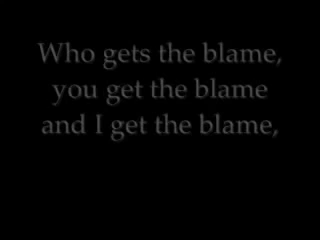 Who gets the blame,
you get the blame
and I get the blame,